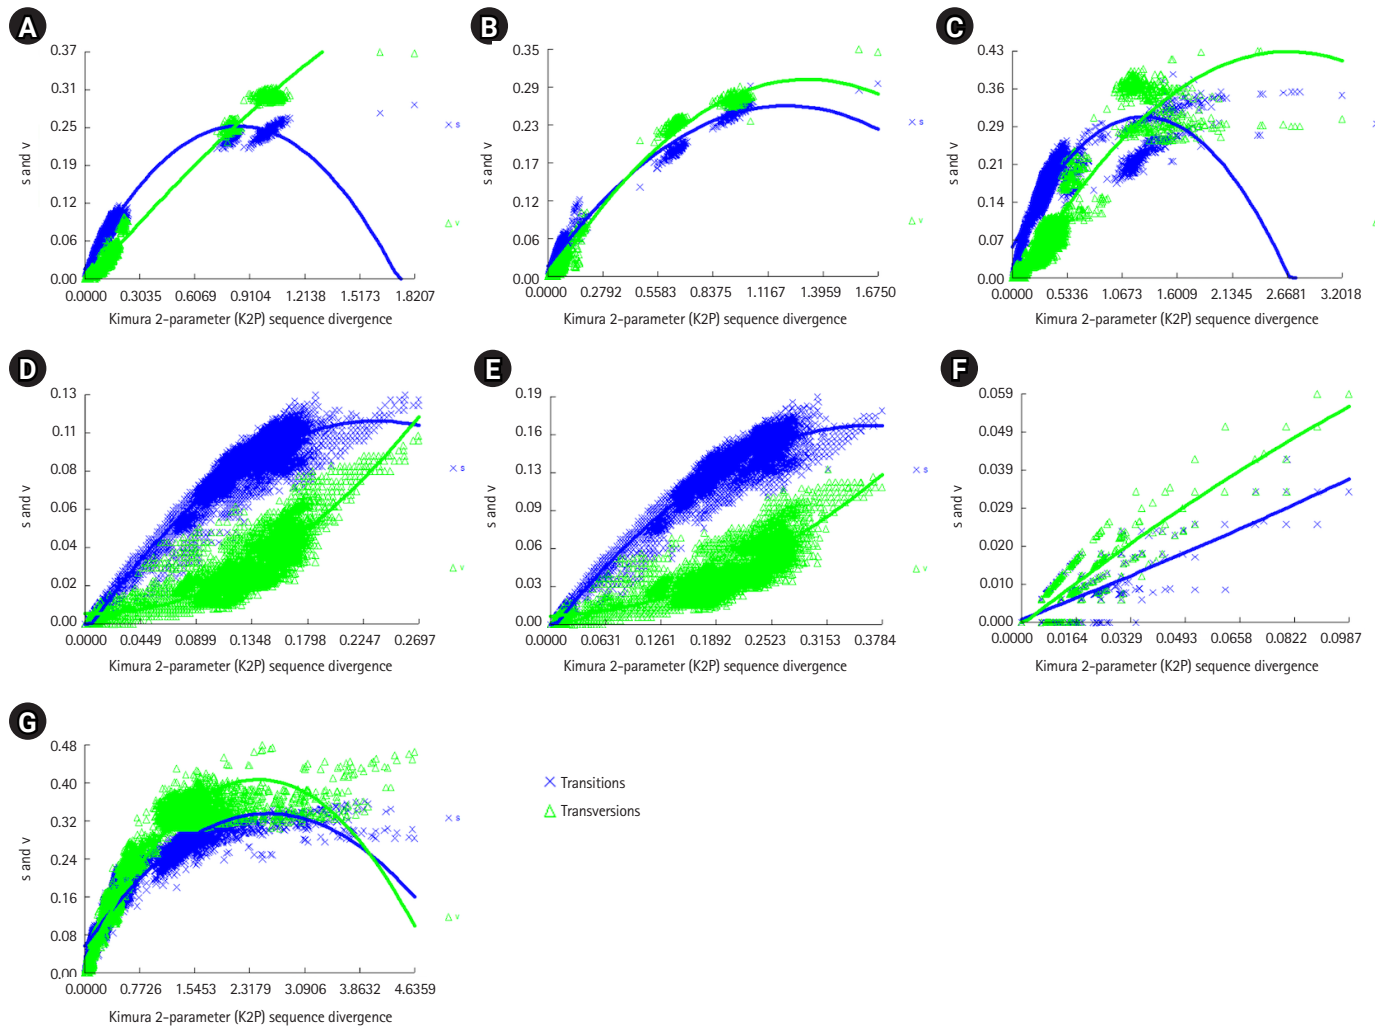 A
0.37
0.31
0.25
0.19
0.12
0.06
0.00
s and v
0.0000 0.3035 0.6069 0.9104 1.2138 1.5173 1.8207
Kimura 2-parameter (K2P) sequence divergence
s
v
B
0.35
0.29
0.23
0.17
0.12
0.06
0.00
s and v
0.0000 0.2792 0.5583 0.8375 1.1167 1.3959 1.6750
Kimura 2-parameter (K2P) sequence divergence
s
v
C
0.43
0.36
0.29
0.21
0.14
0.07
0.00
s and v
0.0000 0.5336 1.0673 1.6009 2.1345 2.6681 3.2018
Kimura 2-parameter (K2P) sequence divergence
D
0.13
0.11
0.08
0.06
0.04
0.02
0.00
s and v
0.0000 0.0449 0.0899 0.1348 0.1798 0.2247 0.2697
Kimura 2-parameter (K2P) sequence divergence
s
v
E
0.19
0.16
0.13
0.09
0.06
0.03
0.00
s and v
0.0000 0.0631 0.1261 0.1892 0.2523 0.3153 0.3784
Kimura 2-parameter (K2P) sequence divergence
s
v
F
0.059
0.049
0.039
0.029
0.020
0.010
0.000
s and v
0.0000 0.0164 0.0329 0.0493 0.0658 0.0822 0.0987
Kimura 2-parameter (K2P) sequence divergence
G
0.48
0.40
0.32
0.24
0.16
0.08
0.00
s and v
0.0000 0.7726 1.5453 2.3179 3.0906 3.8632 4.6359
Kimura 2-parameter (K2P) sequence divergence
s
v
Transitions
Transversions